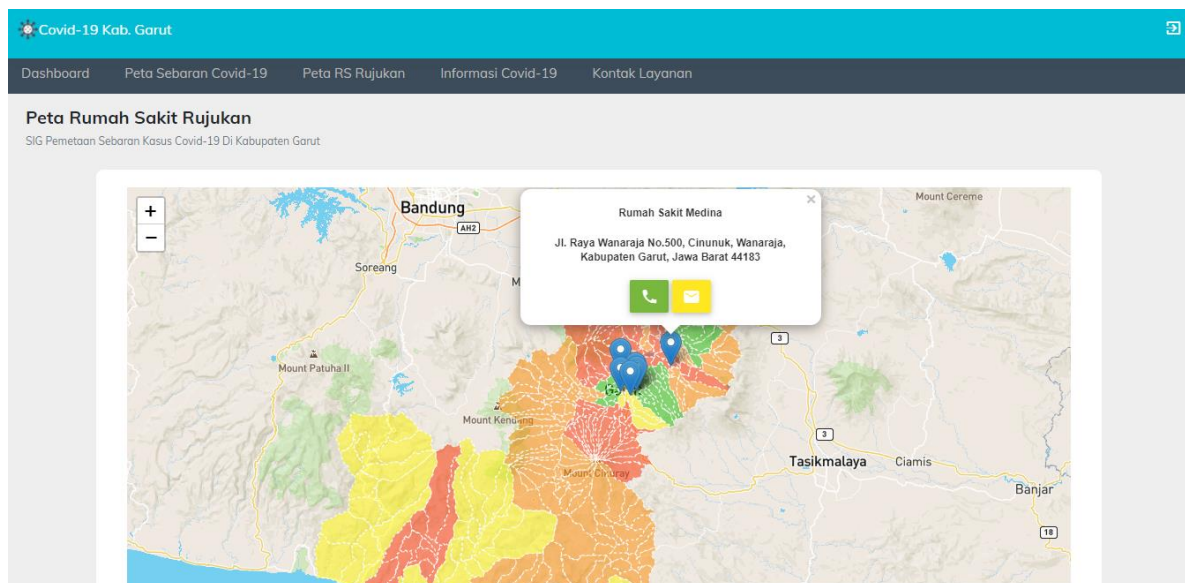 Covid-19 Kab. Garut
Dashboard Peta Sebaran Covid-19 Peta RS Rujukan Informasi Covid-19 Kontak Layanan
Peta Rumah Sakit Rujukan
SIG Pemetaan Sebaran Kasus Covid-19 Di Kabupaten Garut
+
−
Bandung
AH2
Soreang
Rumah Sakit Medina
×
Jl. Raya Wanaraja No.500, Cinunuk, Wanaraja,
Kabupaten Garut, Jawa Barat 44183
Mount Cereme
3
Mount Patuha II
Mount Kendang
Mount Cikuray
3
Tasikmalaya
Ciamis
Banjar
18